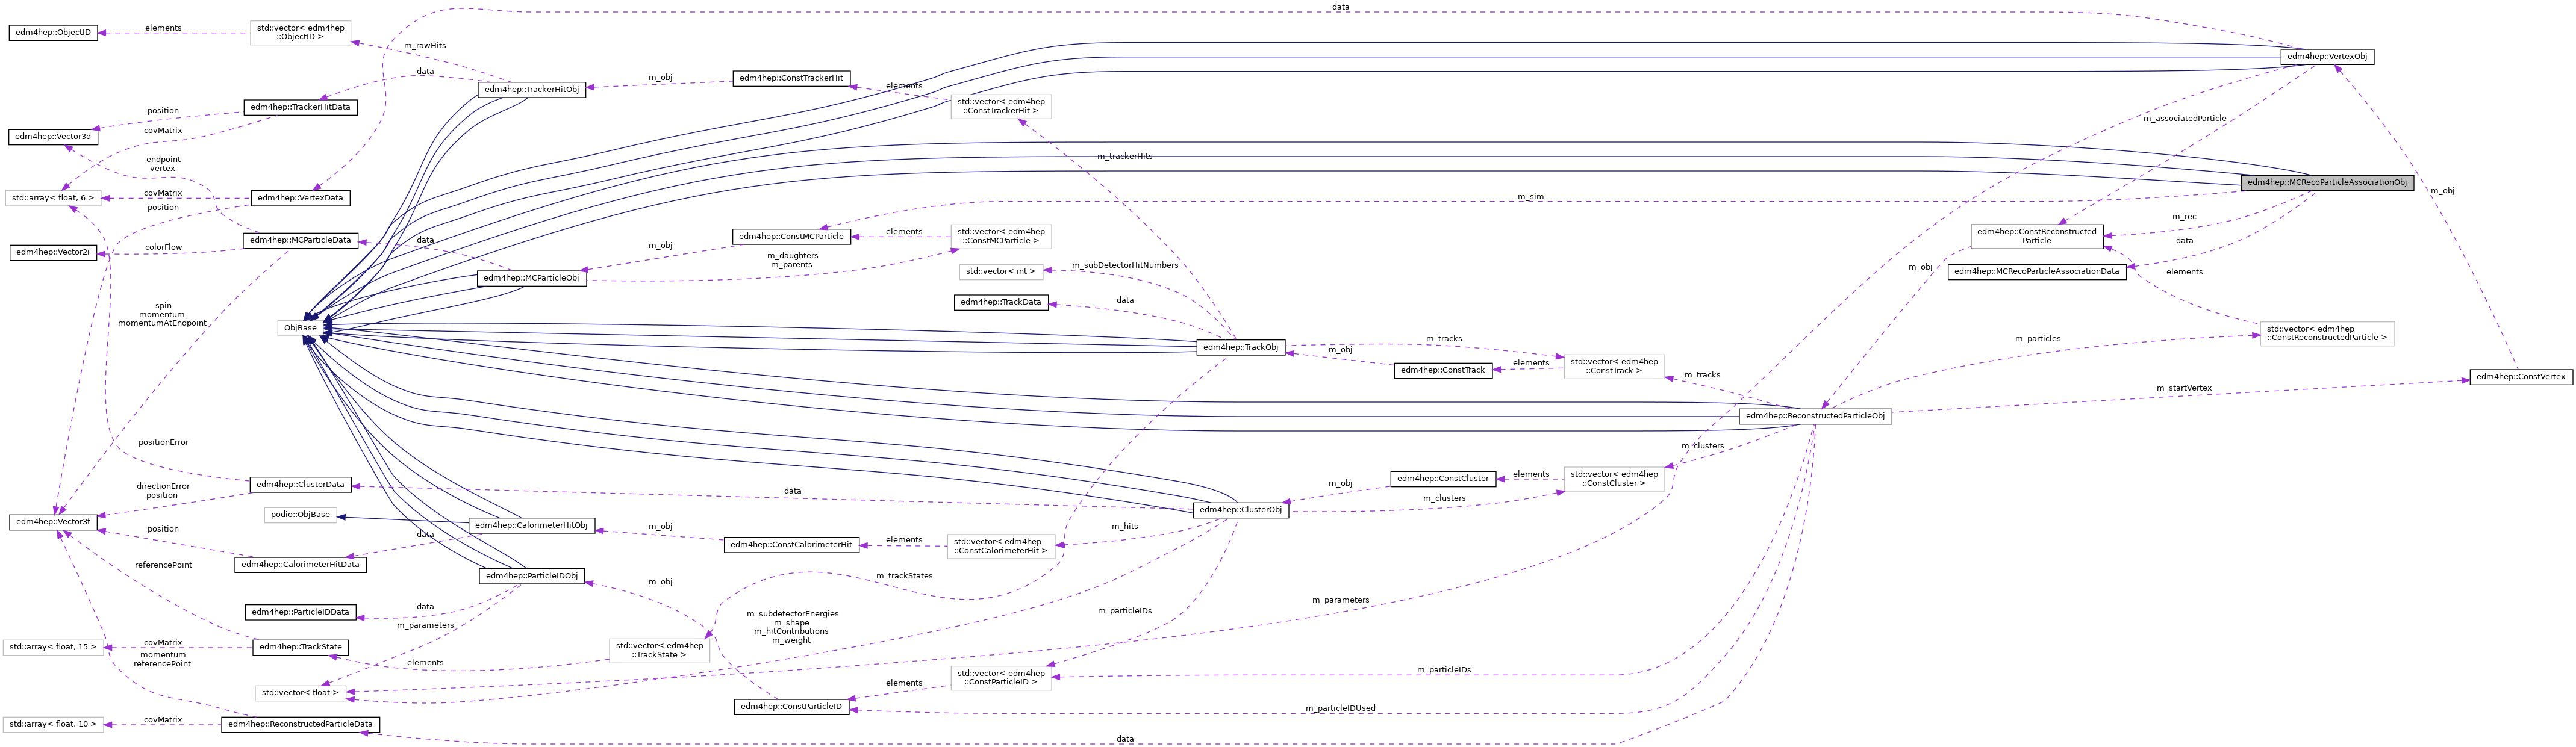 data
edm4hep::ObjectID
elements
std::vector< edm4hep
::ObjectID >
m_rawHits
edm4hep::VertexObj
data
edm4hep::TrackerHitObj
m_obj
edm4hep::ConstTrackerHit
elements
std::vector< edm4hep
::ConstTrackerHit >
edm4hep::TrackerHitData
position
edm4hep::Vector3d
covMatrix
m_associatedParticle
endpoint
vertex
m_trackerHits
edm4hep::MCRecoParticleAssociationObj
covMatrix
std::array< float, 6 >
edm4hep::VertexData
m_sim
m_obj
position
m_rec
edm4hep::MCParticleData
data
edm4hep::ConstMCParticle
elements
std::vector< edm4hep
::ConstMCParticle >
edm4hep::ConstReconstructed
Particle
data
colorFlow
edm4hep::Vector2i
m_obj
m_daughters
m_parents
m_subDetectorHitNumbers
std::vector< int >
m_obj
edm4hep::MCRecoParticleAssociationData
elements
edm4hep::MCParticleObj
edm4hep::TrackData
data
spin
momentum
momentumAtEndpoint
ObjBase
std::vector< edm4hep
::ConstReconstructedParticle >
m_particles
edm4hep::TrackObj
m_tracks
m_obj
edm4hep::ConstTrack
elements
std::vector< edm4hep
::ConstTrack >
m_tracks
edm4hep::ConstVertex
m_startVertex
edm4hep::ReconstructedParticleObj
positionError
m_clusters
edm4hep::ClusterData
directionError
position
data
m_obj
edm4hep::ConstCluster
elements
std::vector< edm4hep
::ConstCluster >
m_clusters
edm4hep::ClusterObj
podio::ObjBase
edm4hep::Vector3f
edm4hep::CalorimeterHitObj
position
m_obj
m_hits
data
edm4hep::ConstCalorimeterHit
elements
std::vector< edm4hep
::ConstCalorimeterHit >
edm4hep::CalorimeterHitData
referencePoint
edm4hep::ParticleIDObj
m_obj
m_trackStates
edm4hep::ParticleIDData
data
m_parameters
m_subdetectorEnergies
m_shape
m_hitContributions
m_weight
m_particleIDs
m_parameters
std::array< float, 15 >
covMatrix
edm4hep::TrackState
std::vector< edm4hep
::TrackState >
momentum
referencePoint
elements
m_particleIDs
std::vector< edm4hep
::ConstParticleID >
elements
std::vector< float >
edm4hep::ConstParticleID
m_particleIDUsed
std::array< float, 10 >
covMatrix
edm4hep::ReconstructedParticleData
data